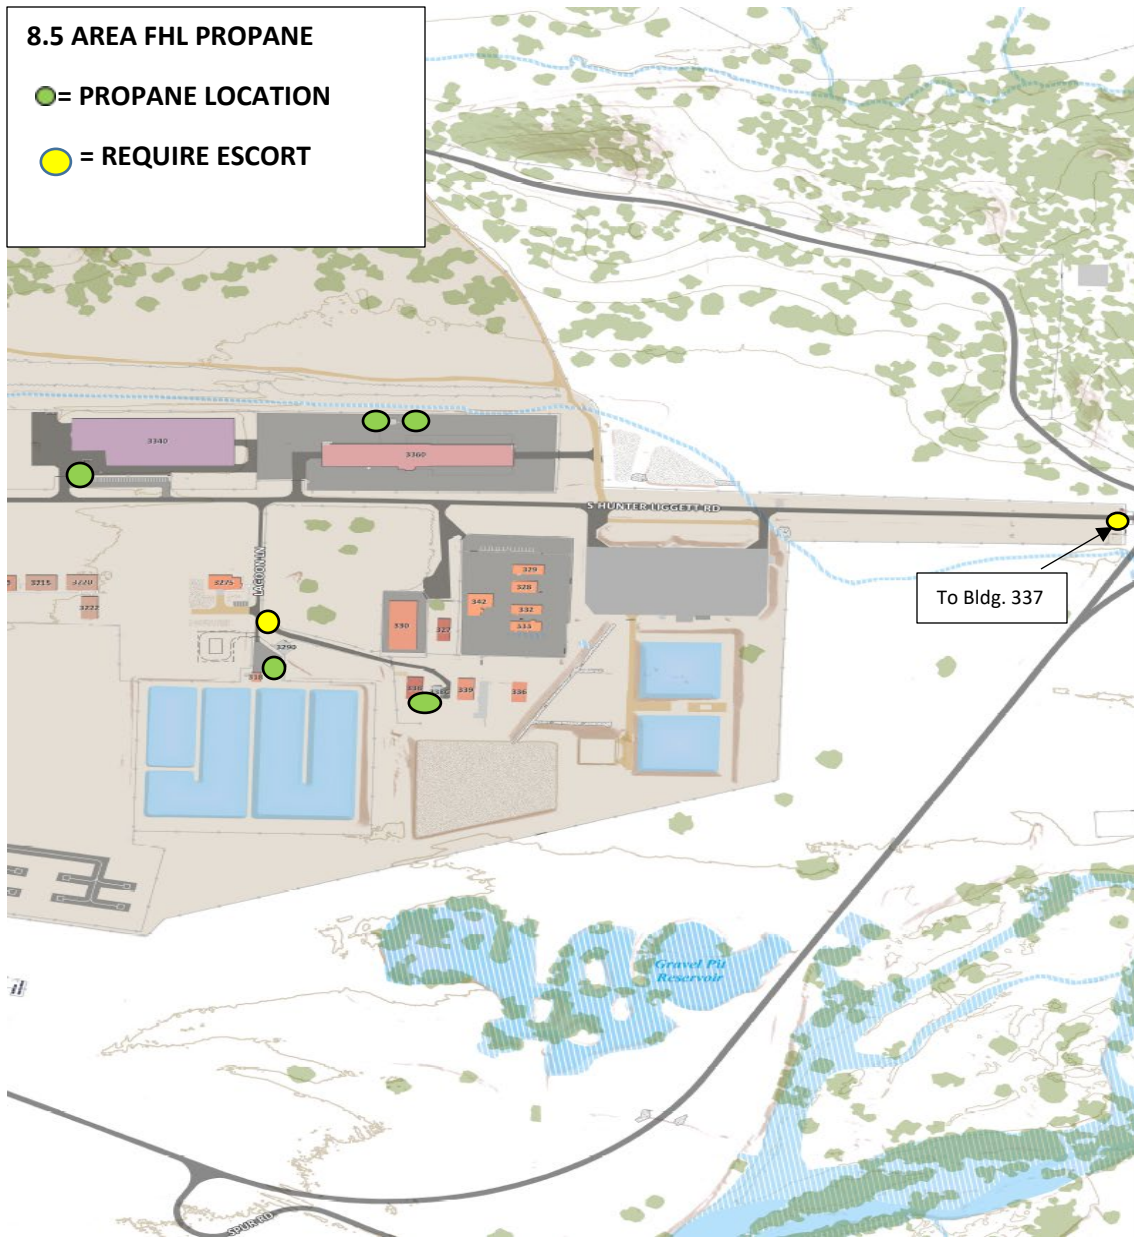 8.5 AREA FHL PROPANE
= PROPANE LOCATION
= REQUIRE ESCORT
3340
3360
S HUNTER LIGGETT RD
LAGOON LN
3215
3220
3222
3275
329
328
342
332
330
327
3290
339
336
To Bldg. 337
Gravel Pit
Reservoir
SPUR RD